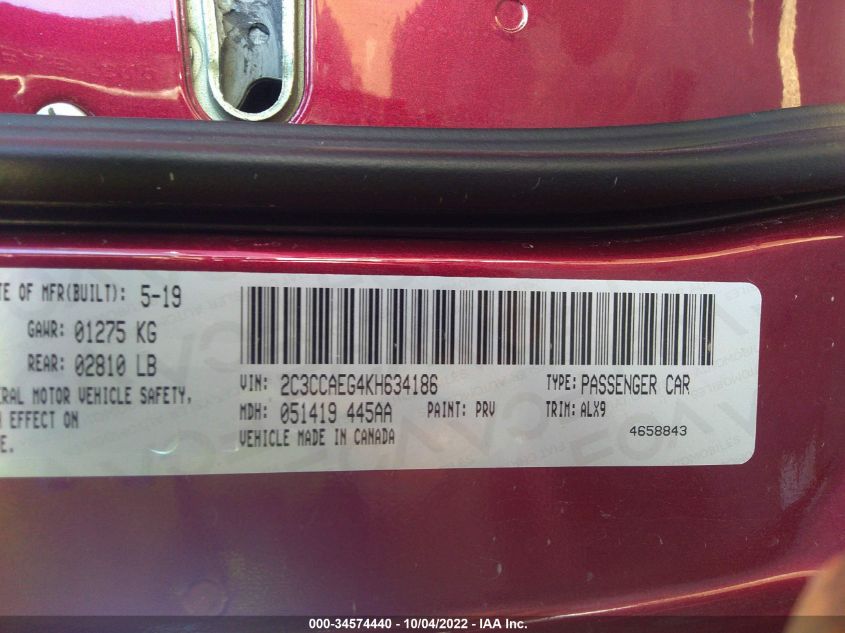 TE OF MFR(BUILT): 5-19
GAWR: 01275 KG
REAR: 02810 LB
ERAL MOTOR VEHICLE SAFETY,
EFFECT ON
E.
VIN: 2C3CCAEG4KH634186
TYPE: PASSENGER CAR
MDH: 051419 445AA
PAINT: PRV
TRIM: ALX9
VEHICLE MADE IN CANADA
4658843
000-34574440 - 10/04/2022 - IAA Inc.